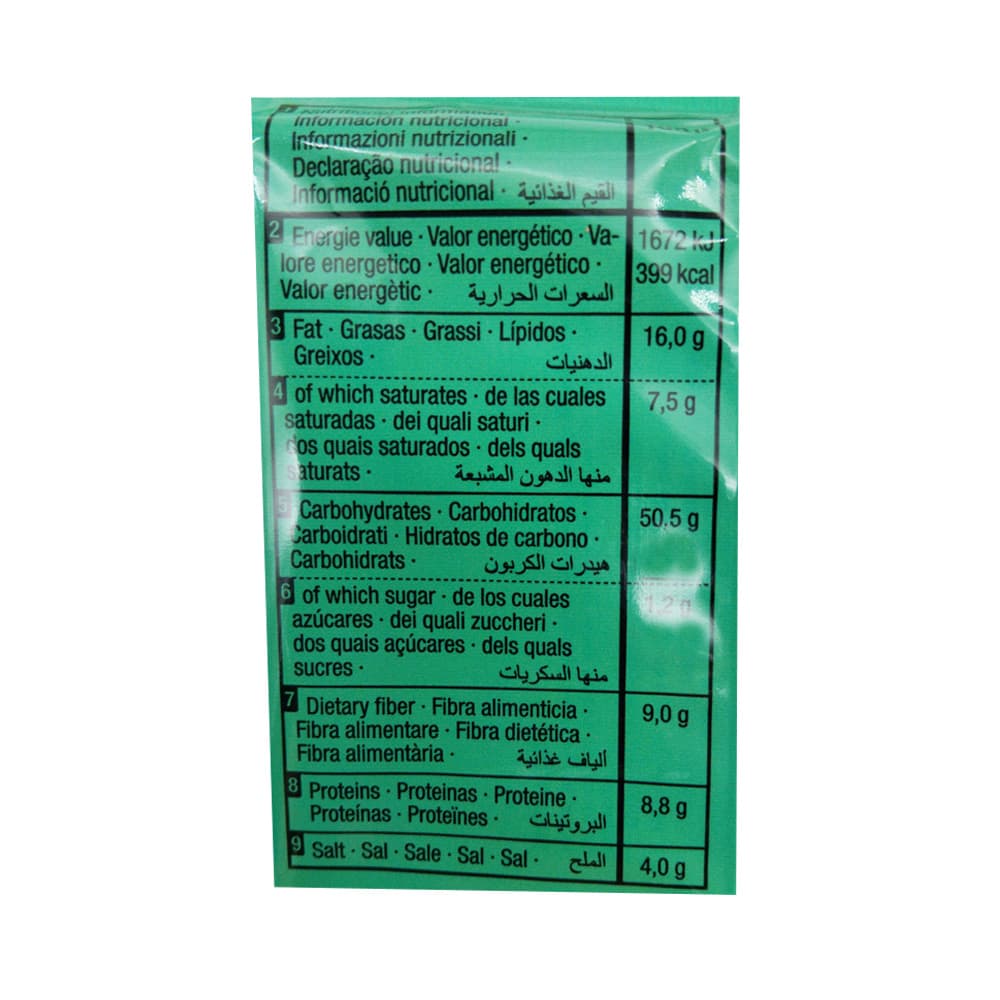 1 Nutritional information
Información nutricional ·
Informazioni nutrizionali ·
Declaração nutricional ·
Informació nutricional · القيم الغذائية
2 Energie value · Valor energético · Va- 1672 kJ
lore energetico · Valor energético · 399 kcal
Valor energètic · السعرات الحرارية
3 Fat · Grasas · Grassi · Lípidos · 16,0 g
Greixos · الدهنيات
4 of which saturates · de las cuales 7,5 g
saturadas · dei quali saturi ·
dos quais saturados · dels quals
saturats · منها الدهون المشبعة
5 Carbohydrates · Carbohidratos · 50,5 g
Carboidrati · Hidratos de carbono ·
Carbohidrats · هيدرات الكربون
6 of which sugar · de los cuales 1,2 g
azúcares · dei quali zuccheri ·
dos quais açúcares · dels quals
sucres · منها السكريات
7 Dietary fiber · Fibra alimenticia · 9,0 g
Fibra alimentare · Fibra dietética ·
Fibra alimentària · ألياف غذائية
8 Proteins · Proteinas · Proteine · 8,8 g
Proteínas · Proteïnes · البروتينات
9 Salt · Sal · Sale · Sal · Sal · الملح 4,0 g